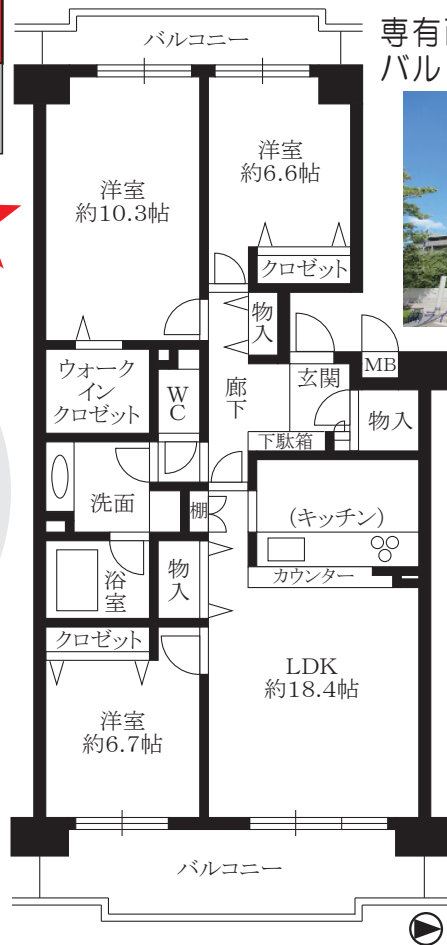 バルコニー
専有
バル
洋室
約10.3帖
洋室
約6.6帖
クロゼット
物
入
MB
玄関
廊
下
ウォーク
イン
クロゼット
WC
物入
下駄箱
洗面
棚
(キッチン)
カウンター
浴
室
物
入
クロゼット
洋室
約6.7帖
LDK
約18.4帖
バルコニー